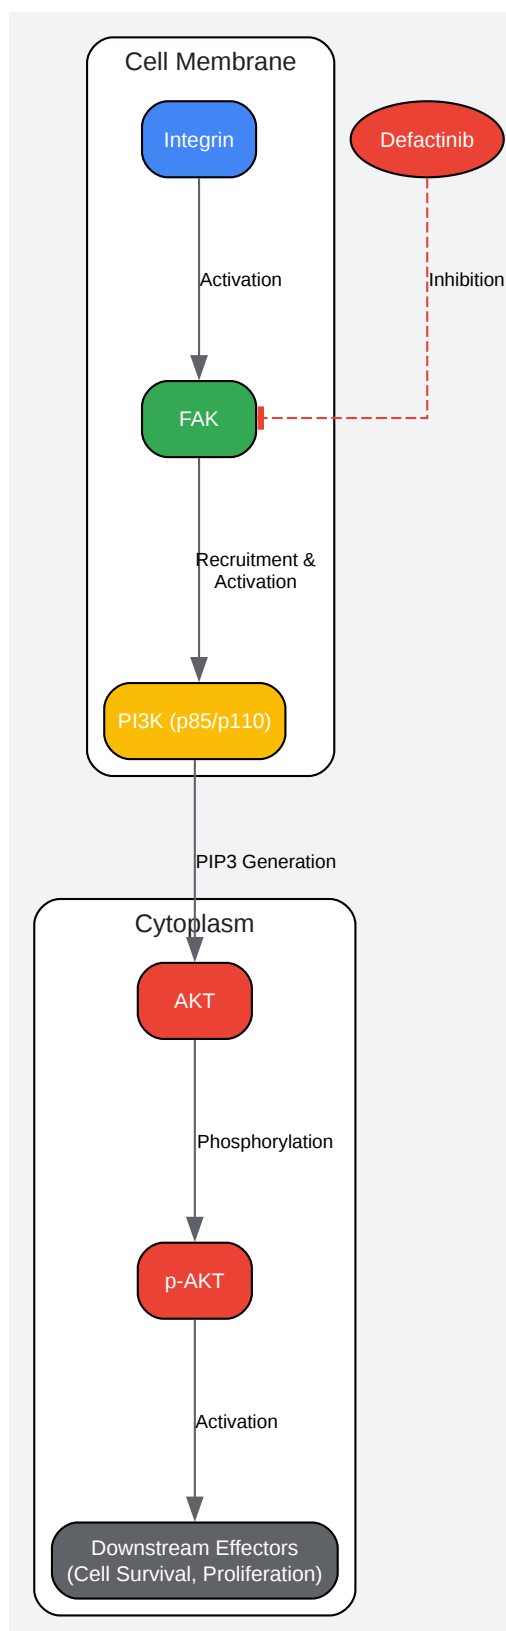 Cell Membrane
Integrin
Defactinib
Activation
Inhibition
FAK
Recruitment &
Activation
PI3K (p85/p110)
PIP3 Generation
Cytoplasm
AKT
Phosphorylation
p-AKT
Activation
Downstream Effectors
(Cell Survival, Proliferation)